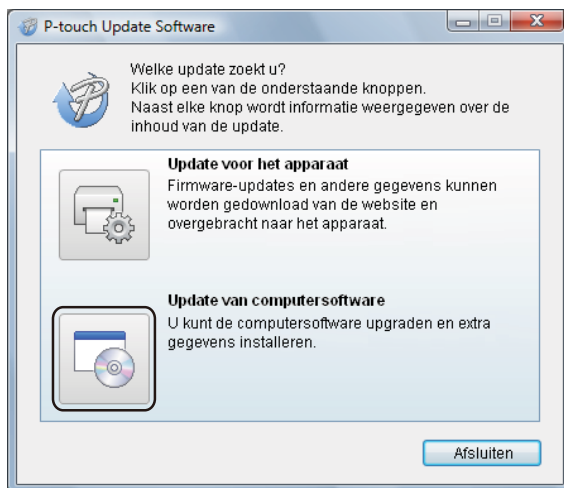 P-touch Update Software
Welke update zoekt u?
Klik op een van de onderstaande knoppen.
Naast elke knop wordt informatie weergegeven over de
inhoud van de update.
Update voor het apparaat
Firmware-updates en andere gegevens kunnen
worden gedownload van de website en
overgebracht naar het apparaat.
Update van computersoftware
U kunt de computersoftware upgraden en extra
gegevens installeren.
Afsluiten